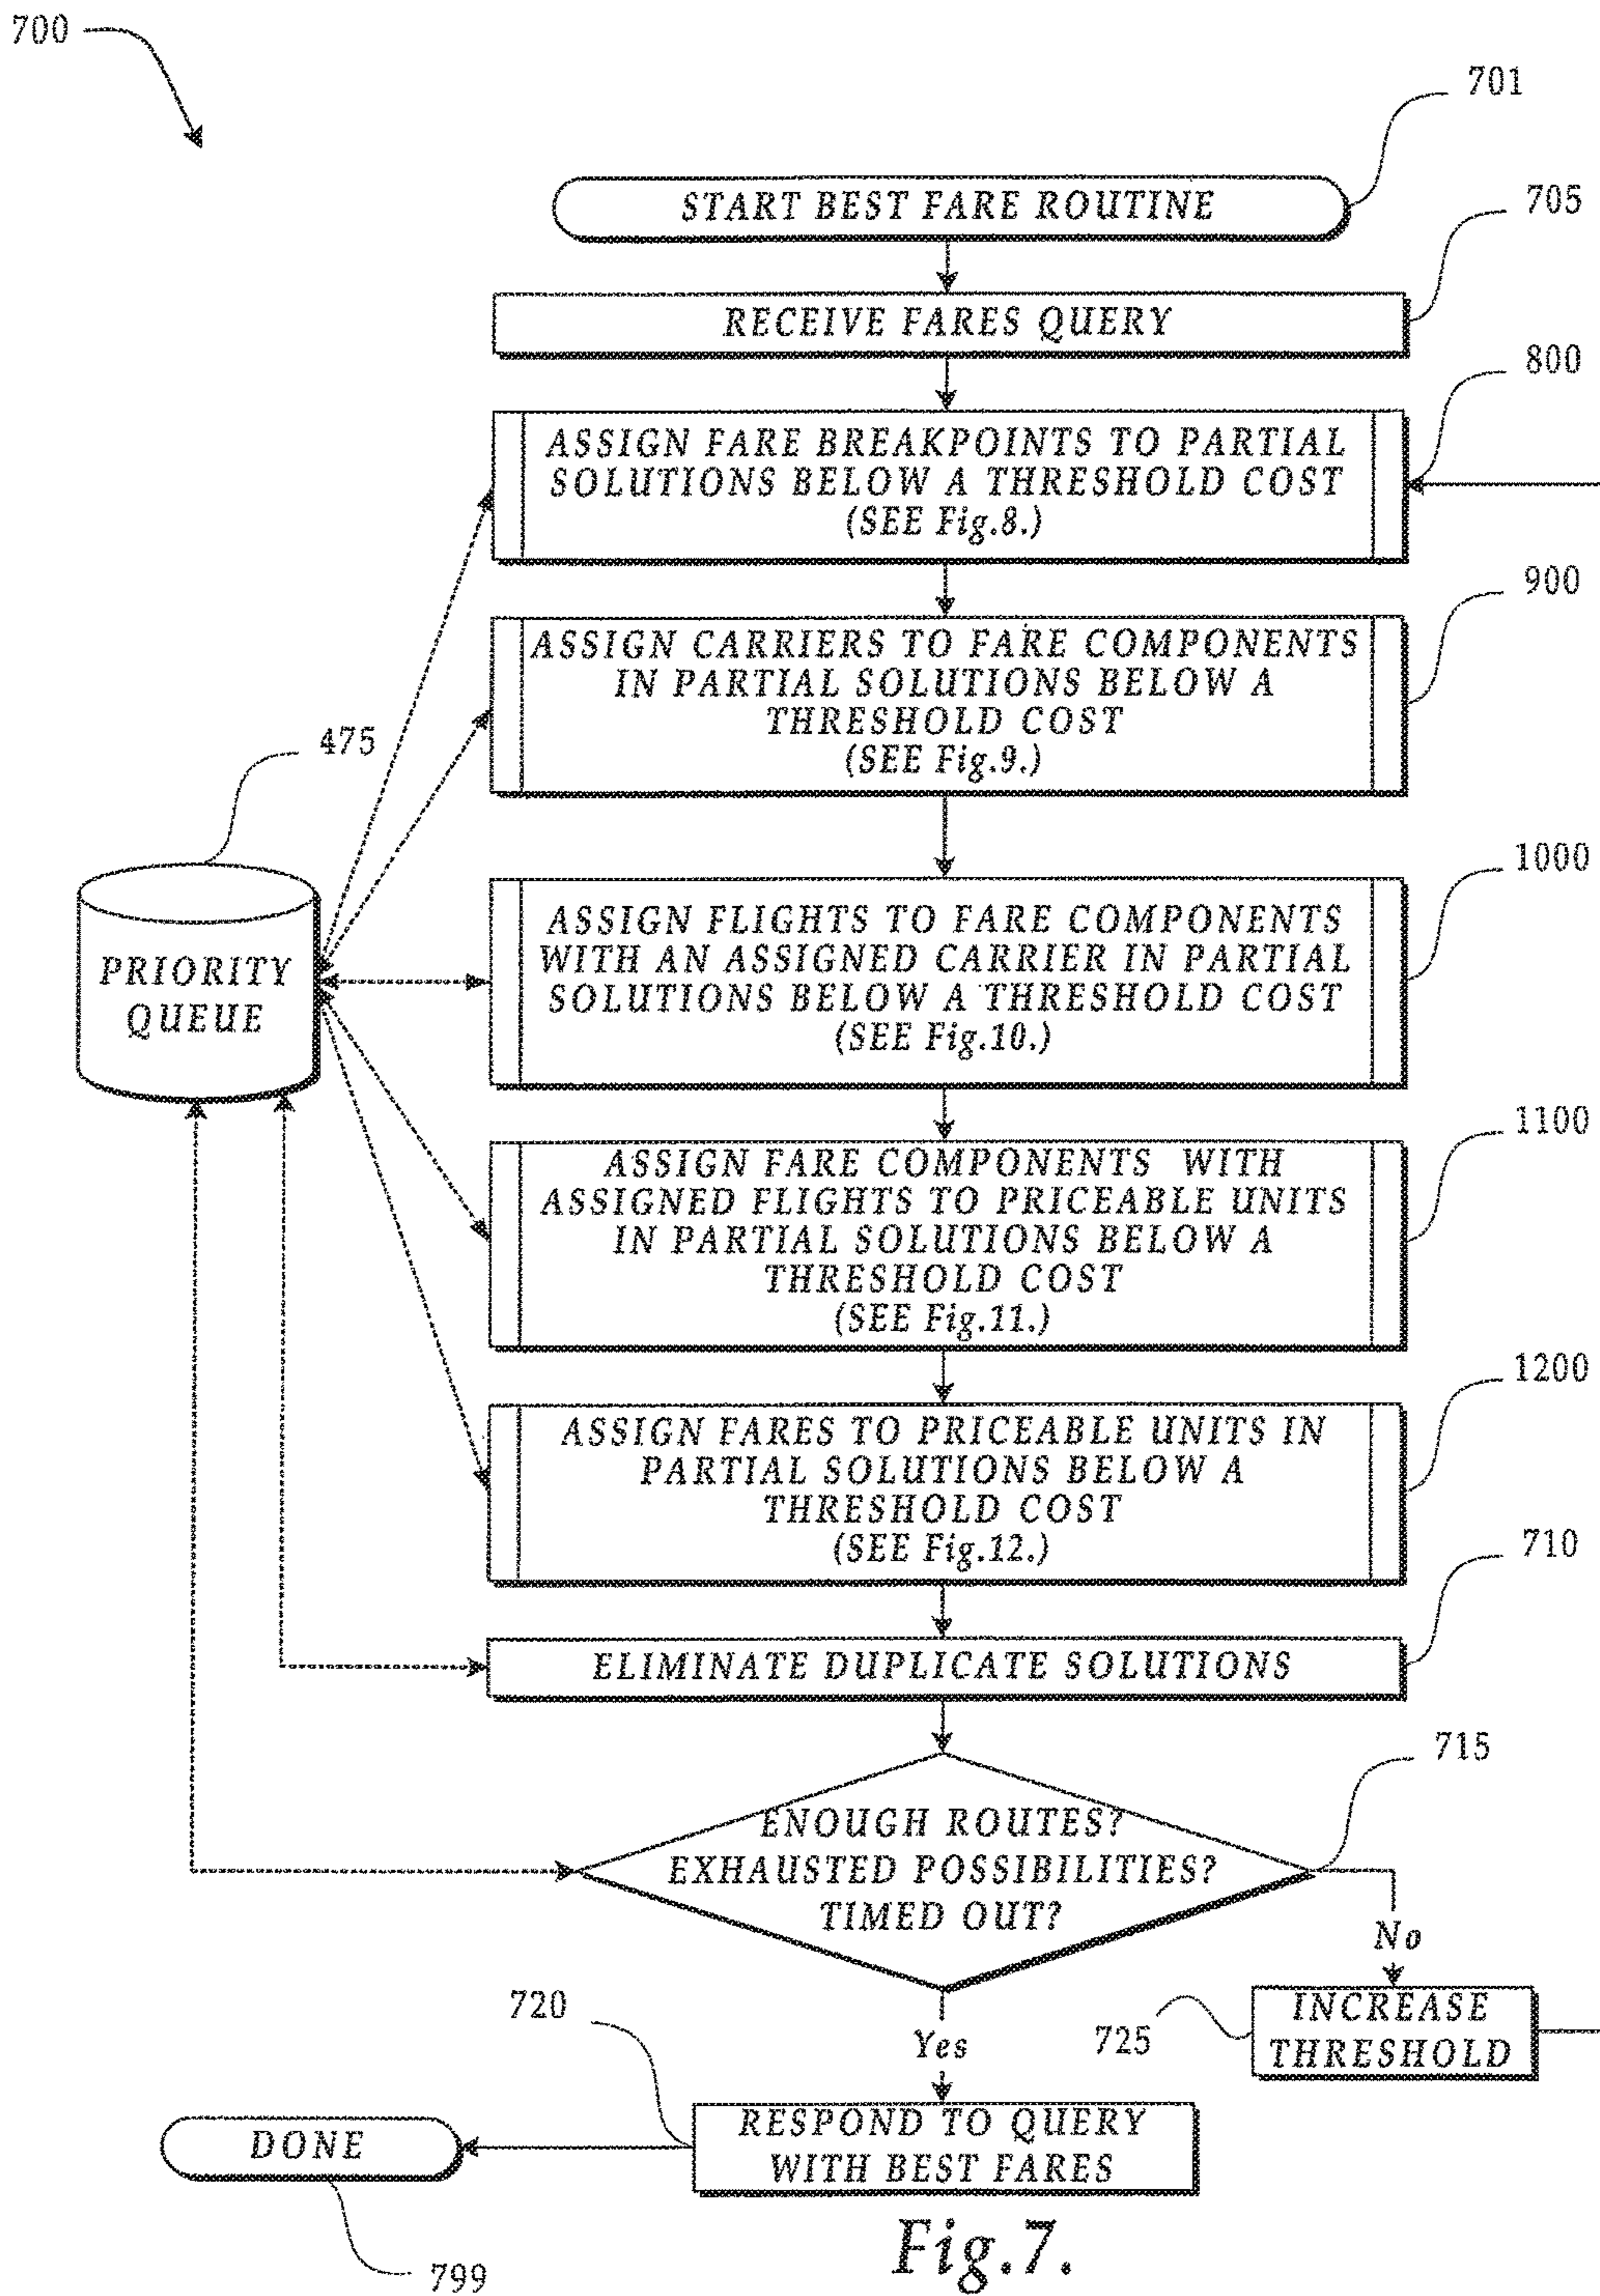 700
701
START BEST FARE ROUTINE
705
RECEIVE FARES QUERY
800
ASSIGN FARE BREAKPOINTS TO PARTIAL
SOLUTIONS BELOW A THRESHOLD COST
(SEE Fig.8.)
900
ASSIGN CARRIERS TO FARE COMPONENTS
IN PARTIAL SOLUTIONS BELOW A
THRESHOLD COST
(SEE Fig.9.)
475
PRIORITY
QUEUE
1000
ASSIGN FLIGHTS TO FARE COMPONENTS
WITH AN ASSIGNED CARRIER IN PARTIAL
SOLUTIONS BELOW A THRESHOLD COST
(SEE Fig.10.)
1100
ASSIGN FARE COMPONENTS WITH
ASSIGNED FLIGHTS TO PRICEABLE UNITS
IN PARTIAL SOLUTIONS BELOW A
THRESHOLD COST
(SEE Fig.11.)
1200
ASSIGN FARES TO PRICEABLE UNITS IN
PARTIAL SOLUTIONS BELOW A
THRESHOLD COST
(SEE Fig.12.)
710
ELIMINATE DUPLICATE SOLUTIONS
715
ENOUGH ROUTES?
EXHAUSTED POSSIBILITIES?
TIMED OUT?
No
725
INCREASE
THRESHOLD
Yes
720
RESPOND TO QUERY
WITH BEST FARES
DONE
799
Fig.7.